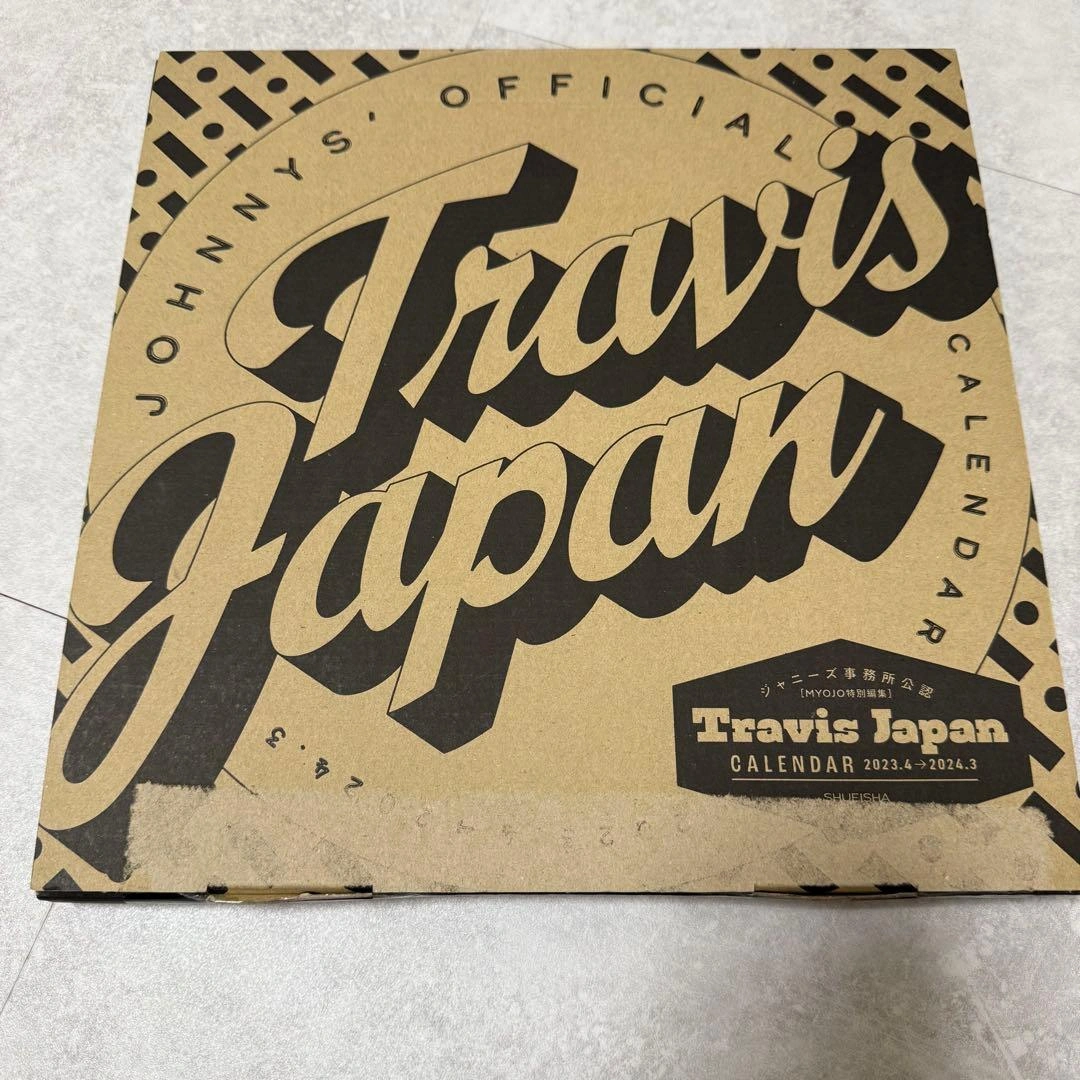 JOHNNYS' OFFICIAL CALENDAR
Travis
Japan
ジャニーズ事務所公認
[MYOJO特別編集]
Travis Japan
CALENDAR 2023.4→2024.3
SHUEISHA